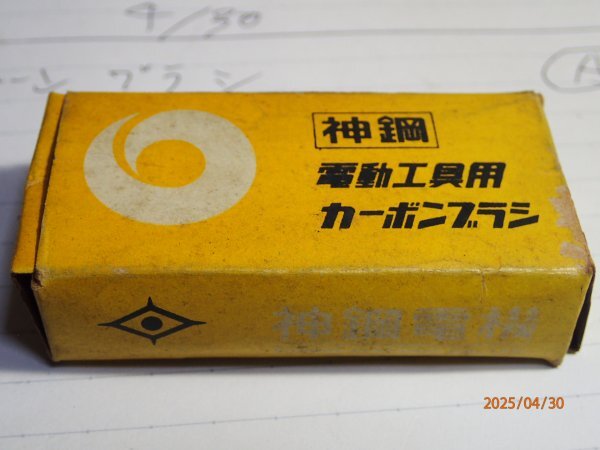 4/30
ーン ブラシ
A
神鋼
電動工具用
カーボンブラシ
神鋼電機
2025/04/30